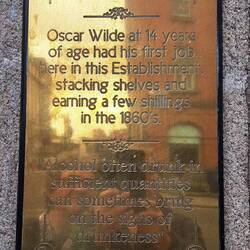 Oscar Wilde at 14 years
of age had his first job
here in this Establishment
stacking shelves and
earning a few shillings
in the 1860's.
"Alcohol often drunk in
sufficient quantities
can sometimes bring
on the signs of
drunkeness"